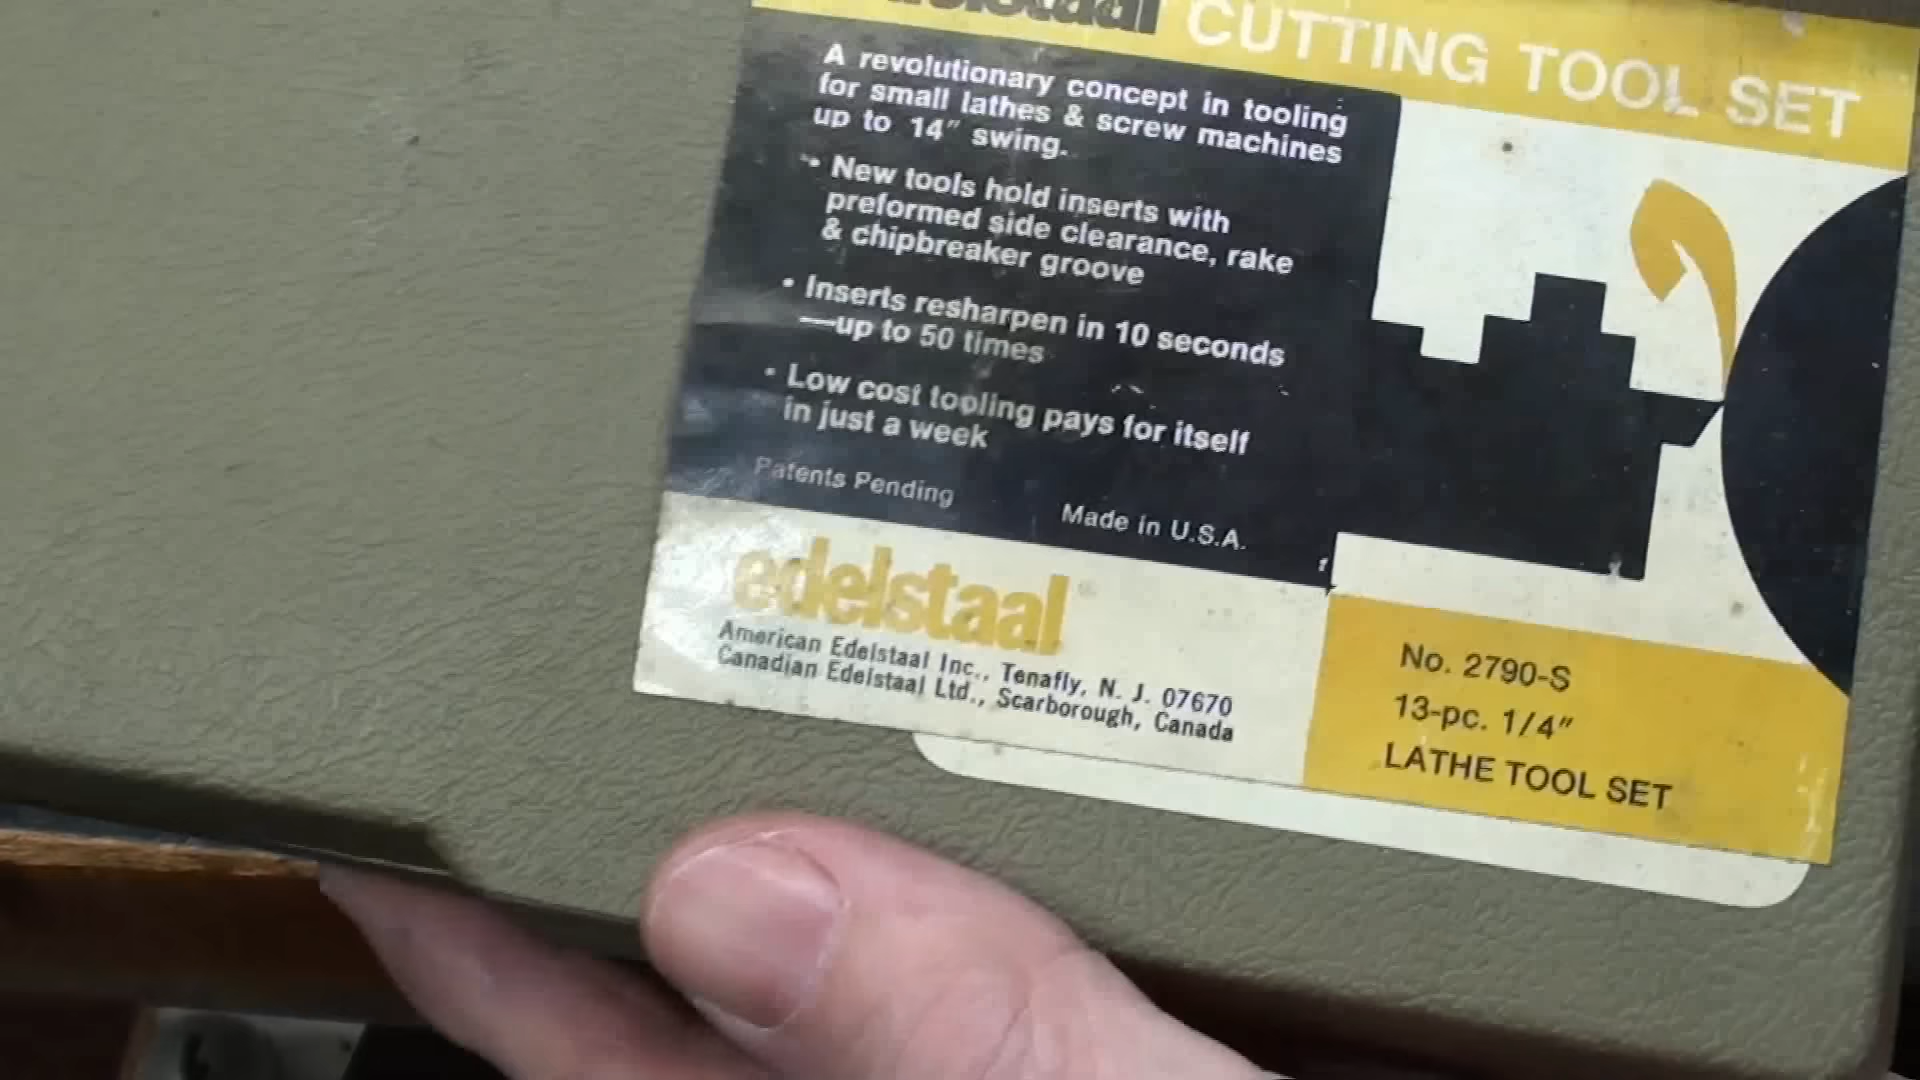 edelstaal CUTTING TOOL SET
A revolutionary concept in tooling
for small lathes & screw machines
up to 14" swing.
• New tools hold inserts with
preformed side clearance, rake
& chipbreaker groove
• Inserts resharpen in 10 seconds
—up to 50 times
• Low cost tooling pays for itself
in just a week
Patents Pending
Made in U.S.A.
edelstaal
American Edelstaal Inc., Tenafly, N. J. 07670
Canadian Edelstaal Ltd., Scarborough, Canada
No. 2790-S
13-pc. 1/4"
LATHE TOOL SET